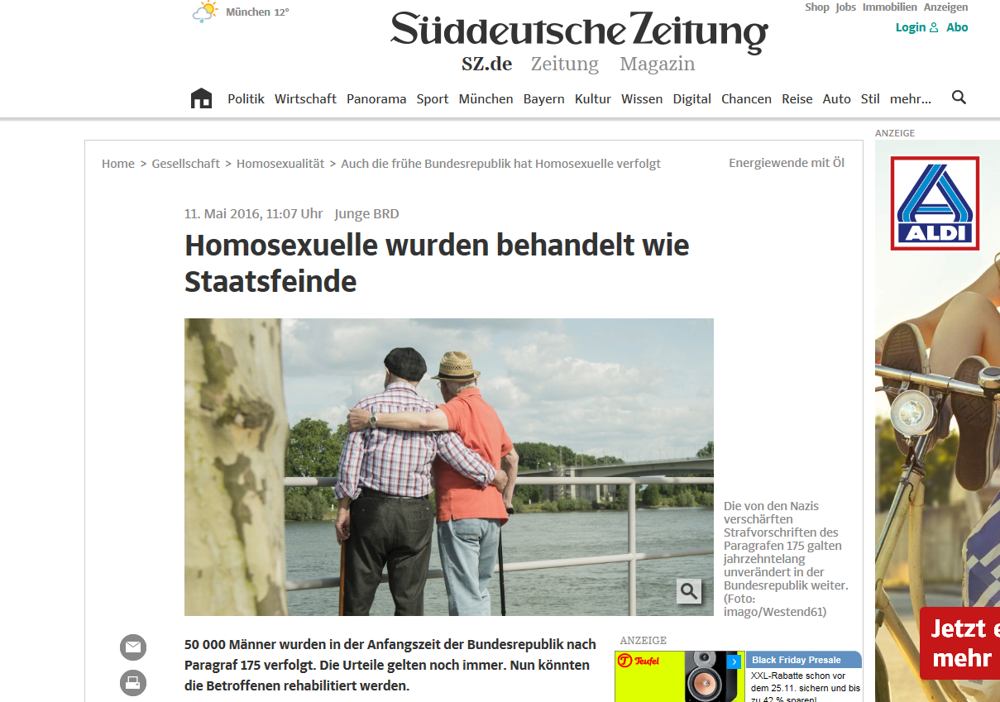 München 12°
Shop Jobs Immobilien Anzeigen
Login Abo
Süddeutsche Zeitung
SZ.de Zeitung Magazin
Politik Wirtschaft Panorama Sport München Bayern Kultur Wissen Digital Chancen Reise Auto Stil mehr...
ANZEIGE
Home > Gesellschaft > Homosexualität > Auch die frühe Bundesrepublik hat Homosexuelle verfolgt
Energiewende mit Öl
ALDI
11. Mai 2016, 11:07 Uhr Junge BRD
Homosexuelle wurden behandelt wie
Staatsfeinde
Die von den Nazis
verschärften
Strafvorschriften des
Paragrafen 175 galten
jahrzehntelang
unverändert in der
Bundesrepublik weiter.
(Foto:
imago/Westend61)
50 000 Männer wurden in der Anfangszeit der Bundesrepublik nach
Paragraf 175 verfolgt. Die Urteile gelten noch immer. Nun könnten
die Betroffenen rehabilitiert werden.
ANZEIGE
Teufel
Black Friday Presale
XXL-Rabatte schon vor
dem 25.11. sichern und bis
zu 42 % sparen!
Jetzt e
mehr